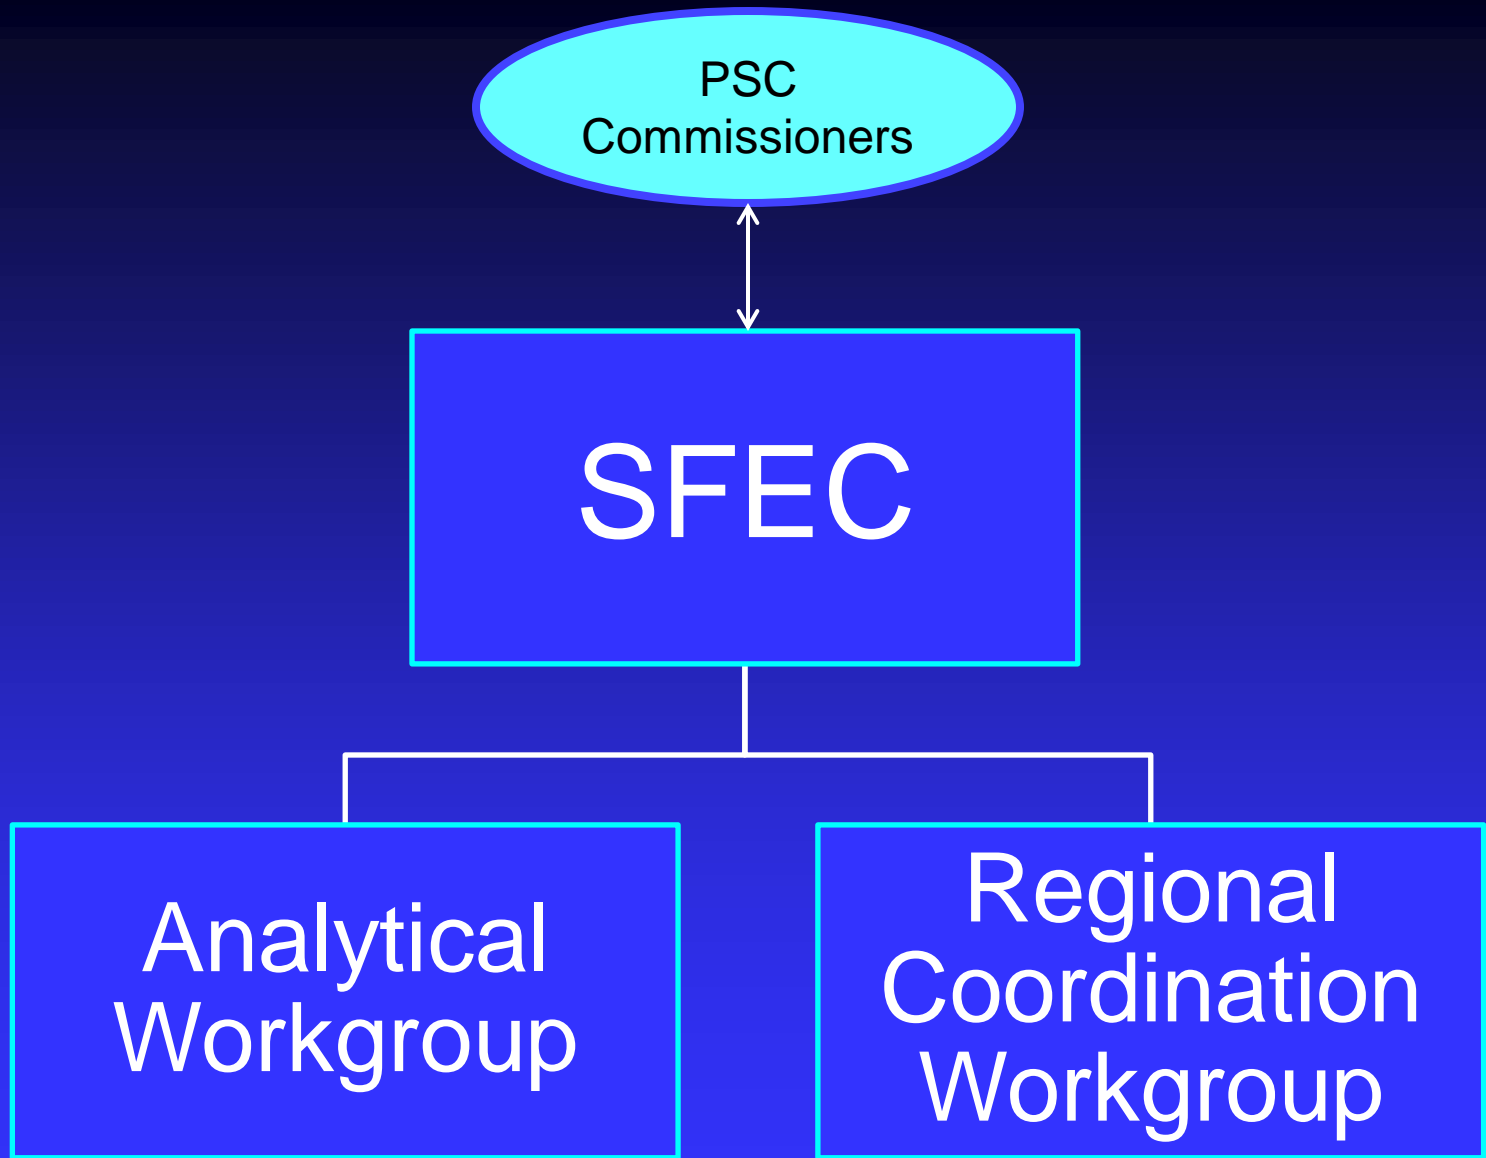 PSC
Commissioners
SFEC
Analytical
Workgroup
Regional
Coordination
Workgroup